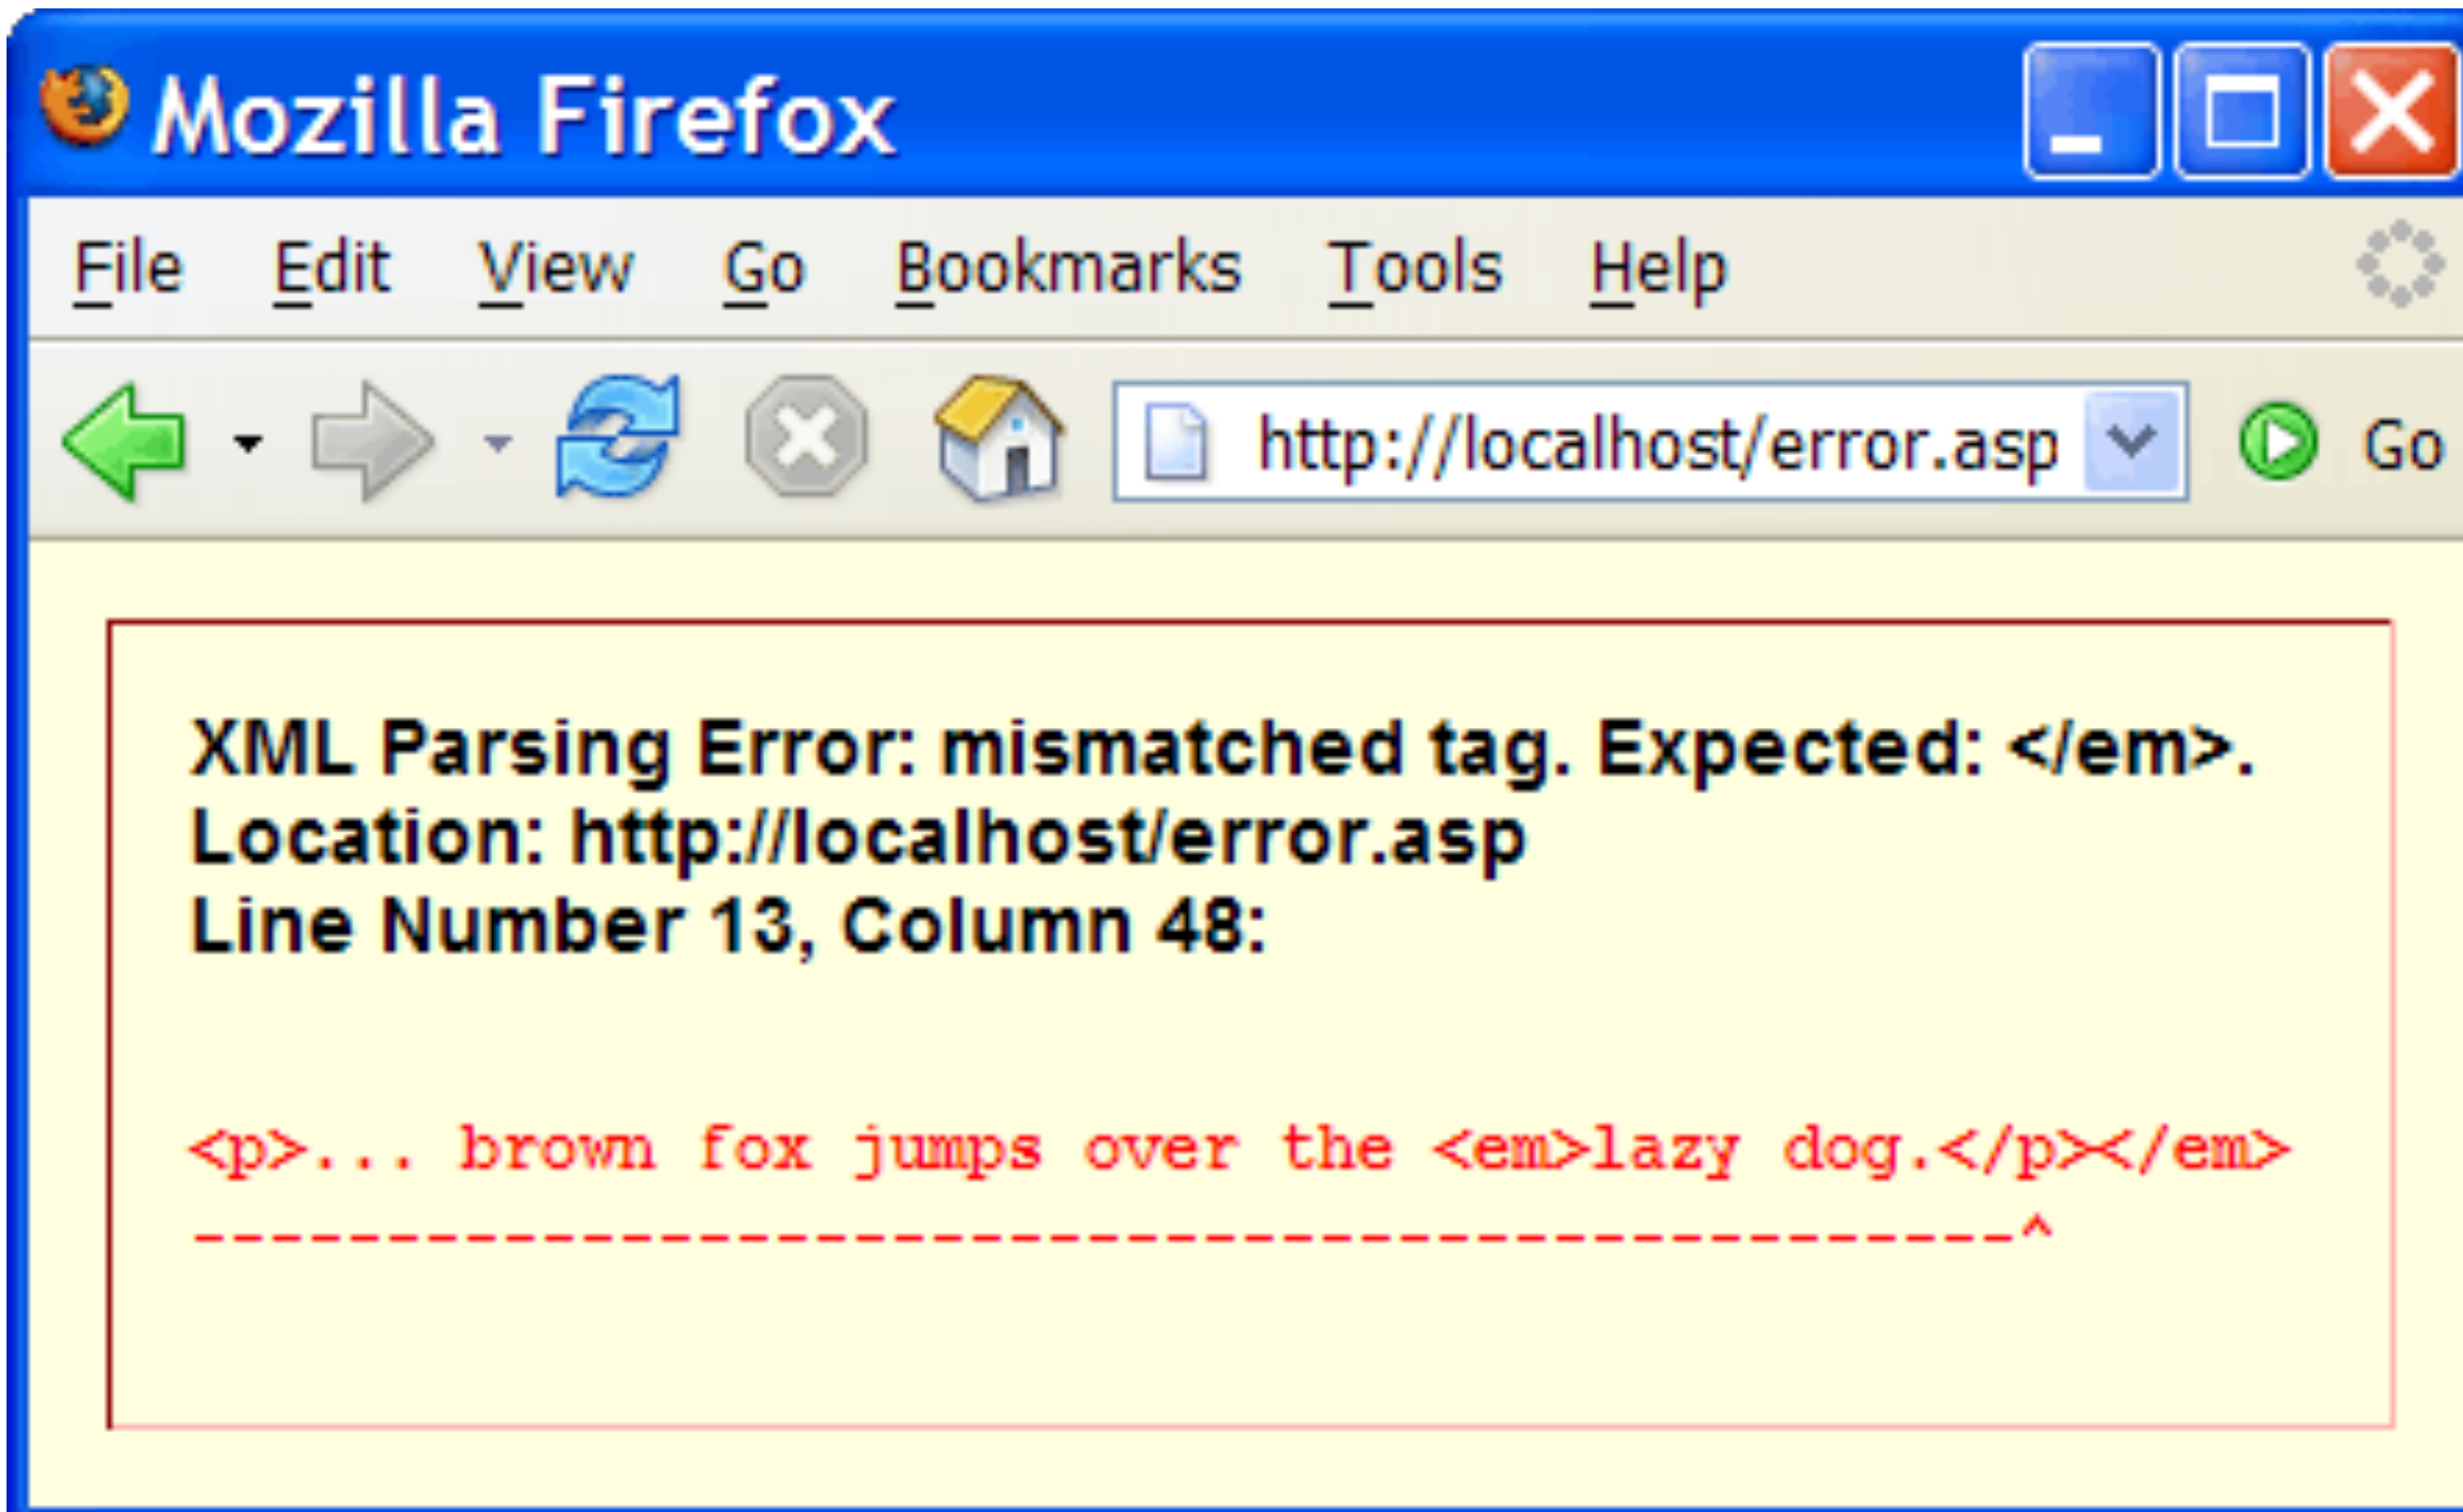 Mozilla Firefox
File Edit View Go Bookmarks Tools Help
http://localhost/error.asp Go
XML Parsing Error: mismatched tag. Expected: </em>.
Location: http://localhost/error.asp
Line Number 13, Column 48:
<p>... brown fox jumps over the <em>lazy dog.</p></em>
------------------------------------------------^